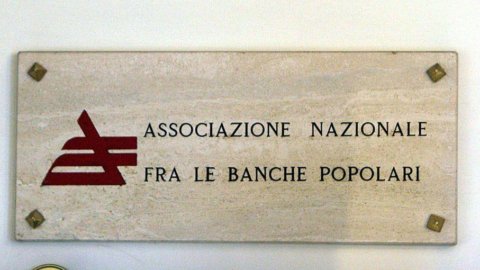 ASSOCIAZIONE NAZIONALE
FRA LE BANCHE POPOLARI